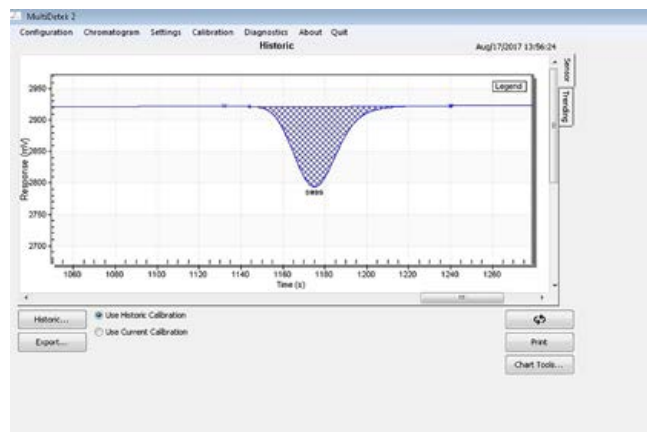 MultiDetek 2
Configuration Chromatogram Settings Calibration Diagnostics About Quit
Historic
Aug/17/2017 13:56:24
Sensor
Trending
Legend
2950
2900
2850
2800
2750
2700
Response (mV)
1060 1080 1100 1120 1140 1160 1180 1200 1220 1240 1260
Time (s)
Historic...
Use Historic Calibration
Export...
Use Current Calibration
Print
Chart Tools...